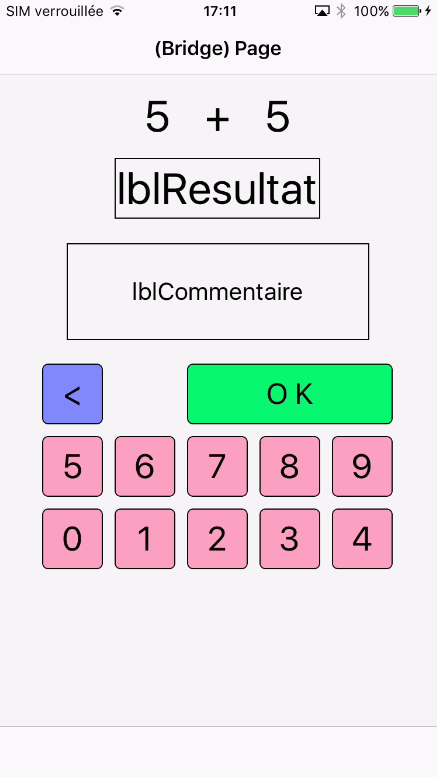 SIM verrouillée 17:11 100%
(Bridge) Page
5 + 5
lblResultat
lblCommentaire
< O K
5 6 7 8 9
0 1 2 3 4